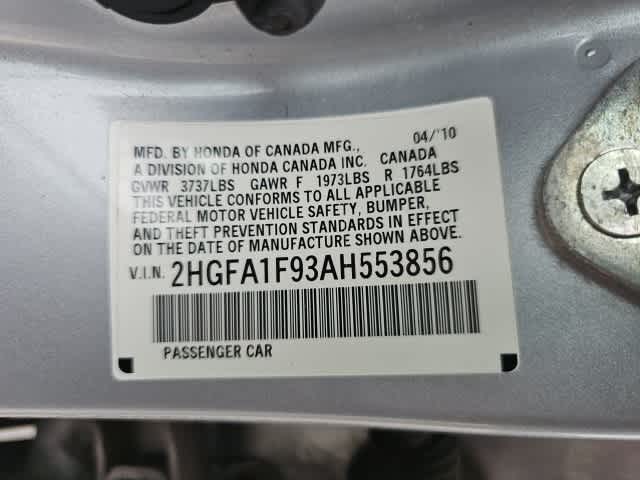 MFD. BY HONDA OF CANADA MFG., 04/'10
A DIVISION OF HONDA CANADA INC. CANADA
GVWR 3737LBS GAWR F 1973LBS R 1764LBS
THIS VEHICLE CONFORMS TO ALL APPLICABLE
FEDERAL MOTOR VEHICLE SAFETY, BUMPER,
AND THEFT PREVENTION STANDARDS IN EFFECT
ON THE DATE OF MANUFACTURE SHOWN ABOVE.
V.I.N. 2HGFA1F93AH553856
PASSENGER CAR